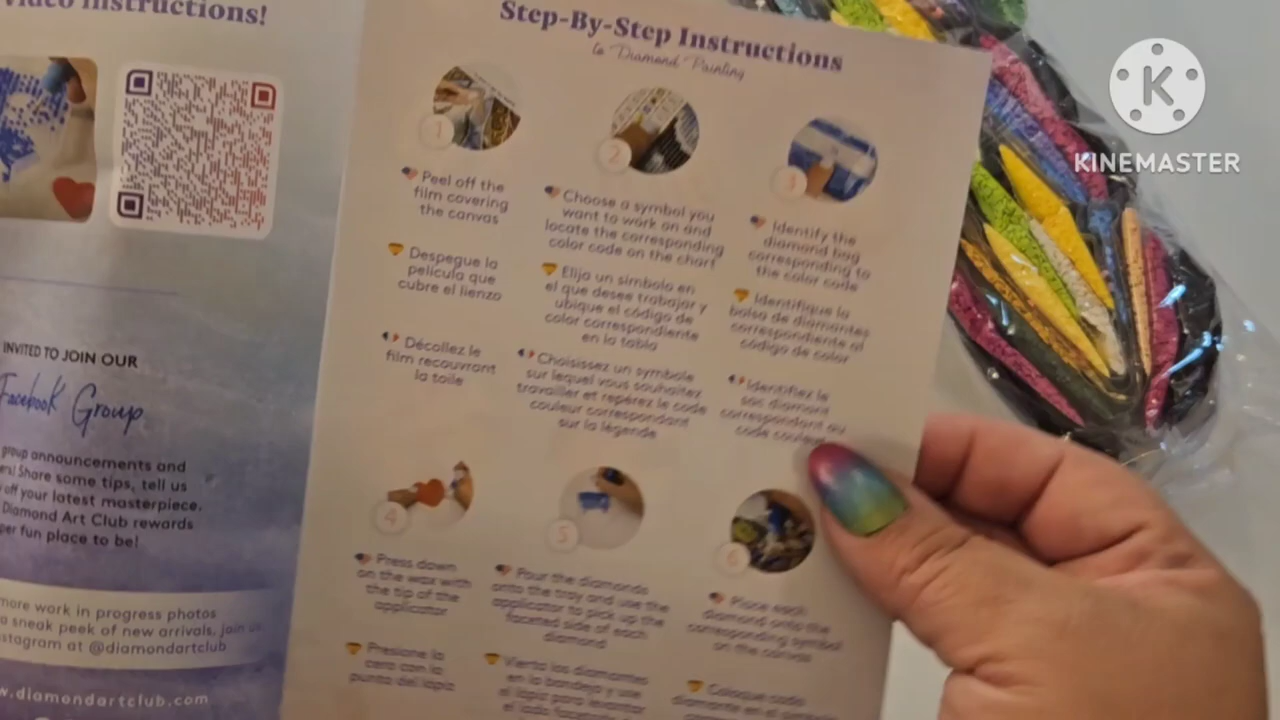 video Instructions!
INVITED TO JOIN OUR
Facebook Group
group announcements and
Share some tips, tell us
off your latest masterpiece.
Diamond Art Club rewards
per fun place to be!
more work in progress photos
a sneak peek of new arrivals, join us
nstagram at @diamondartclub
w.diamondartclub.com
Step-By-Step Instructions
to Diamond Painting
1
Peel off the
film covering
the canvas
Despegue la
película que
cubre el lienzo
Décollez le
film recouvrant
la toile
2
Choose a symbol you
want to work on and
locate the corresponding
color code on the chart
Elija un símbolo en
el que desee trabajar y
ubique el código de
color correspondiente
en la tabla
Choisissez un symbole
sur lequel vous souhaitez
travailler et repérez le code
couleur correspondant
sur la légende
3
Identify the
diamond bag
corresponding to
the color code
Identifique la
bolsa de diamantes
correspondiente al
código de color
Identifiez le
sac diamant
correspondant au
code couleur
4
Press down
on the wax with
the tip of the
applicator
Presione la
cera con la
punta del lápiz
5
Pour the diamonds
onto the tray and use the
applicator to pick up the
faceted side of each
diamond
Vierta los diamantes
en la bandeja y use
el lápiz para levantar
6
Place each
diamond onto the
corresponding symbol
on the canvas
Coloque cada
KINEMASTER